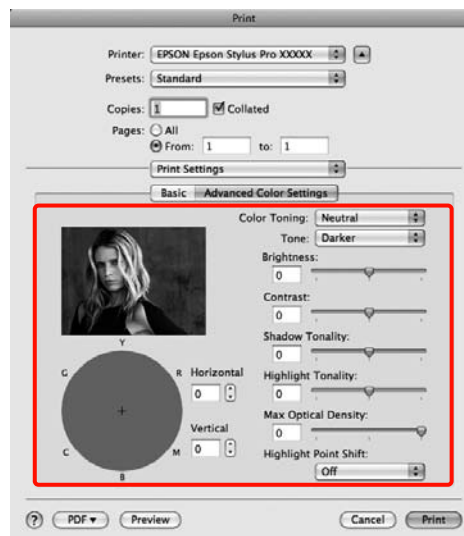 Print
Printer: EPSON Epson Stylus Pro XXXXX
Presets: Standard
Copies: 1 Collated
Pages: All
From: 1 to: 1
Print Settings
Basic Advanced Color Settings
Color Toning: Neutral
Tone: Darker
Brightness:
0
Contrast:
0
Shadow Tonality:
0
Highlight Tonality:
0
Max Optical Density:
0
Highlight Point Shift:
Off
Y
G R
C M
B
Horizontal
0
Vertical
0
? PDF Preview Cancel Print